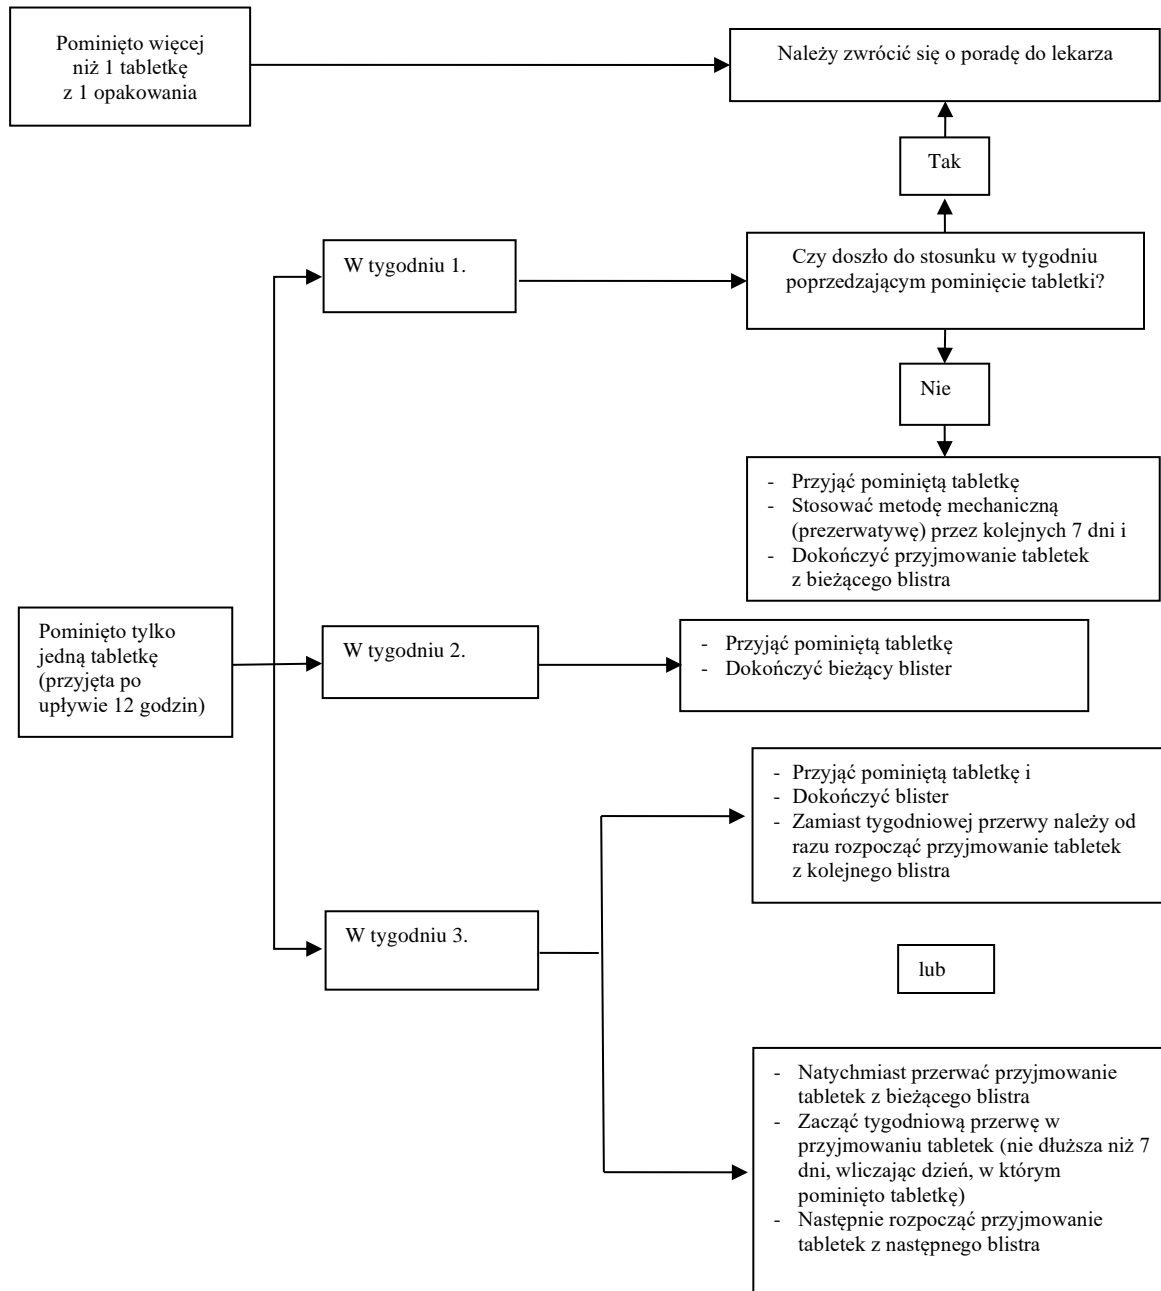 Pominięto więcej
niż 1 tabletkę
z 1 opakowania
Należy zwrócić się o poradę do lekarza
Tak
W tygodniu 1.
Czy doszło do stosunku w tygodniu
poprzedzającym pominięcie tabletki?
Nie
- Przyjąć pominiętą tabletkę
- Stosować metodę mechaniczną
(prezerwatywę) przez kolejnych 7 dni i
- Dokończyć przyjmowanie tabletek
z bieżącego blistra
Pominięto tylko
jedną tabletkę
(przyjęta po
upływie 12 godzin)
W tygodniu 2.
- Przyjąć pominiętą tabletkę
- Dokończyć bieżący blister
- Przyjąć pominiętą tabletkę i
- Dokończyć blister
- Zamiast tygodniowej przerwy należy od
razu rozpocząć przyjmowanie tabletek
z kolejnego blistra
W tygodniu 3.
lub
- Natychmiast przerwać przyjmowanie
tabletek z bieżącego blistra
- Zacząć tygodniową przerwę w
przyjmowaniu tabletek (nie dłuższa niż 7
dni, wliczając dzień, w którym
pominięto tabletkę)
- Następnie rozpocząć przyjmowanie
tabletek z następnego blistra